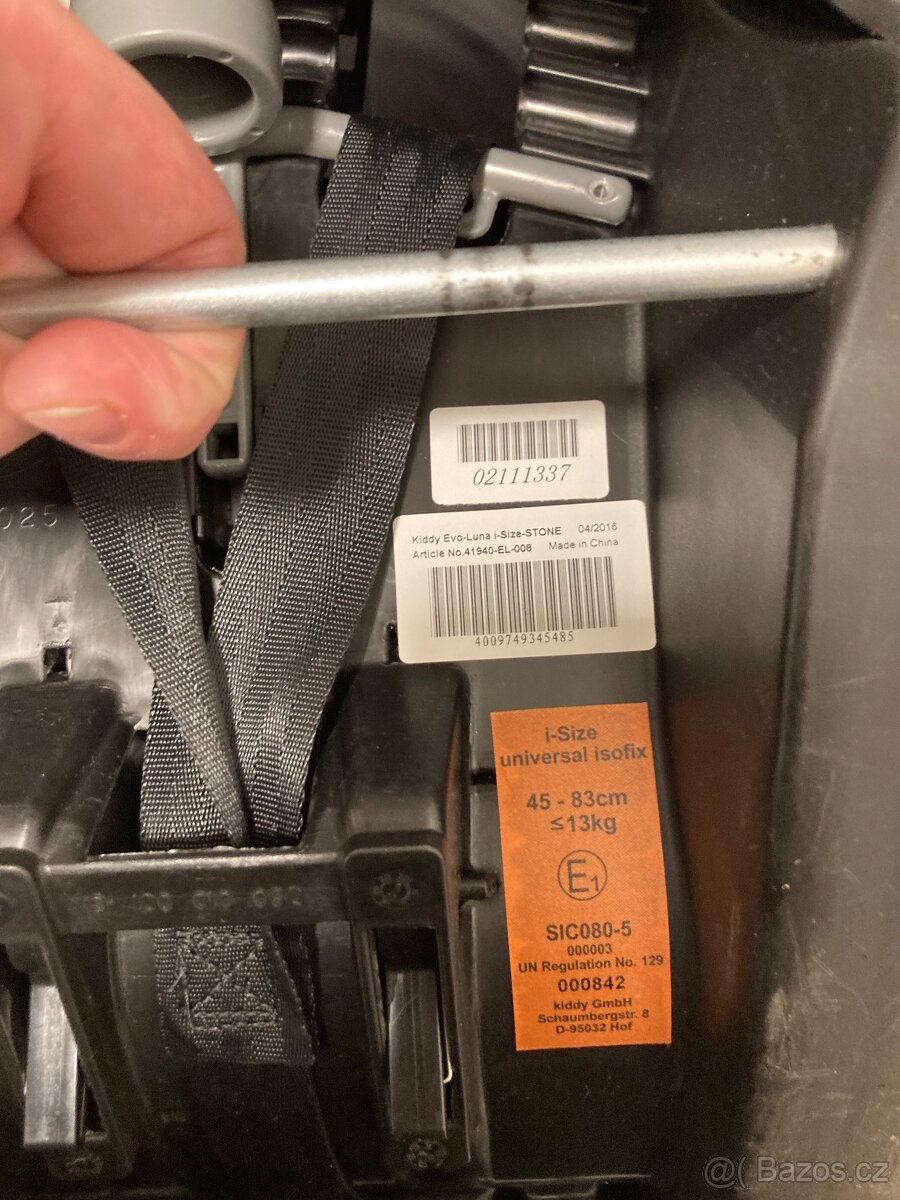 02111337
025
Kiddy Evo-Luna i-Size-STONE 04/2016
Article No.41940-EL-008 Made in China
4009749345485
i-Size
universal isofix
45 - 83cm
≤13kg
E1
SIC080-5
000003
UN Regulation No. 129
000842
kiddy GmbH
Schaumbergstr. 8
D-95032 Hof
@( Bazos.cz